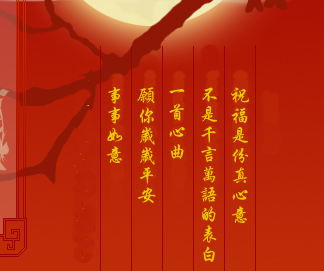 祝福是份真心意
不是千言萬語的表白
一首心曲
願你歲歲平安
事事如意